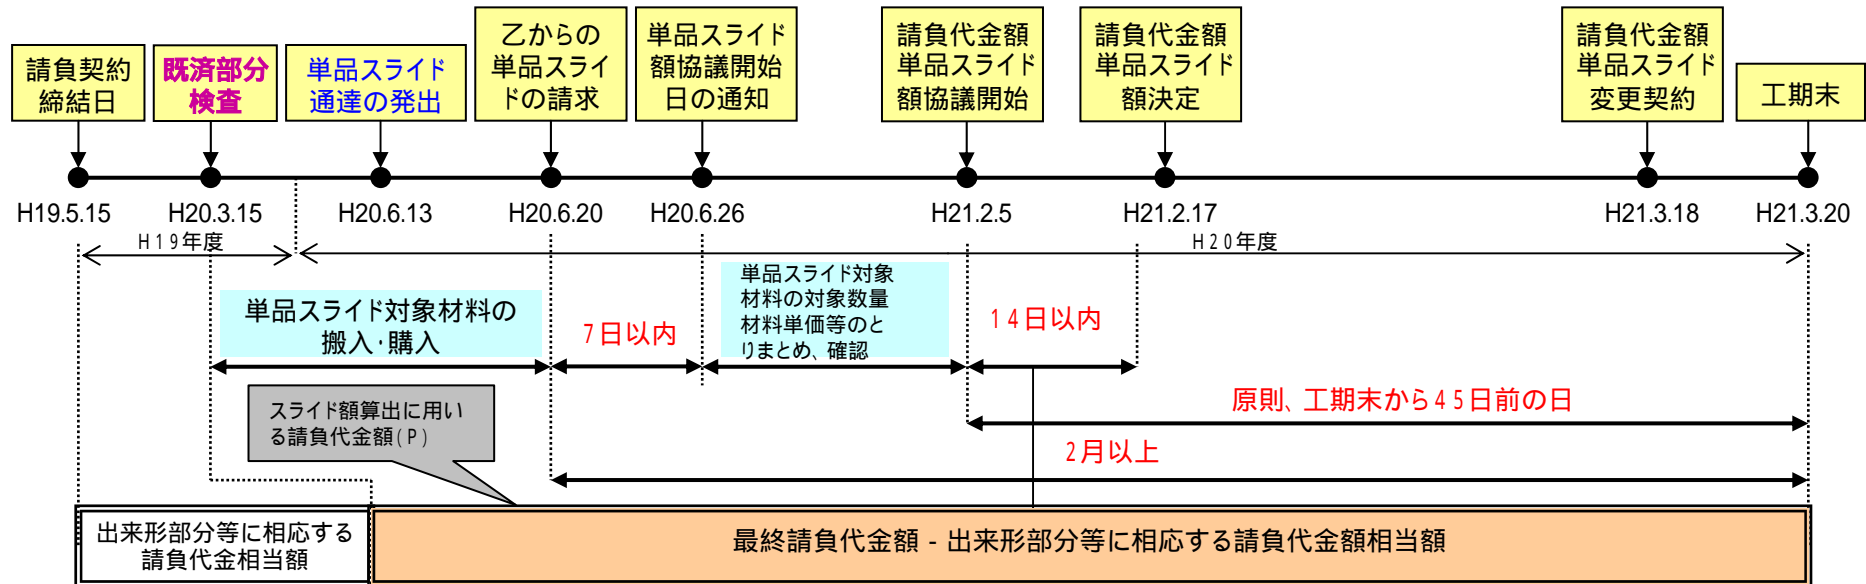 請負契約
締結日
既済部分
検査
単品スライド
通達の発出
乙からの
単品スライ
ドの請求
単品スライド
額協議開始
日の通知
請負代金額
単品スライド
額協議開始
請負代金額
単品スライド
額決定
請負代金額
単品スライド
変更契約
工期末
H19.5.15
H20.3.15
H20.6.13
H20.6.20
H20.6.26
H21.2.5
H21.2.17
H21.3.18
H21.3.20
H19年度
H20年度
単品スライド対象材料の
搬入・購入
7日以内
単品スライド対象
材料の対象数量
材料単価等のと
りまとめ、確認
14日以内
原則、工期末から45日前の日
スライド額算出に用い
る請負代金額(P)
2月以上
出来形部分等に相応する
請負代金相当額
最終請負代金額 - 出来形部分等に相応する請負代金額相当額